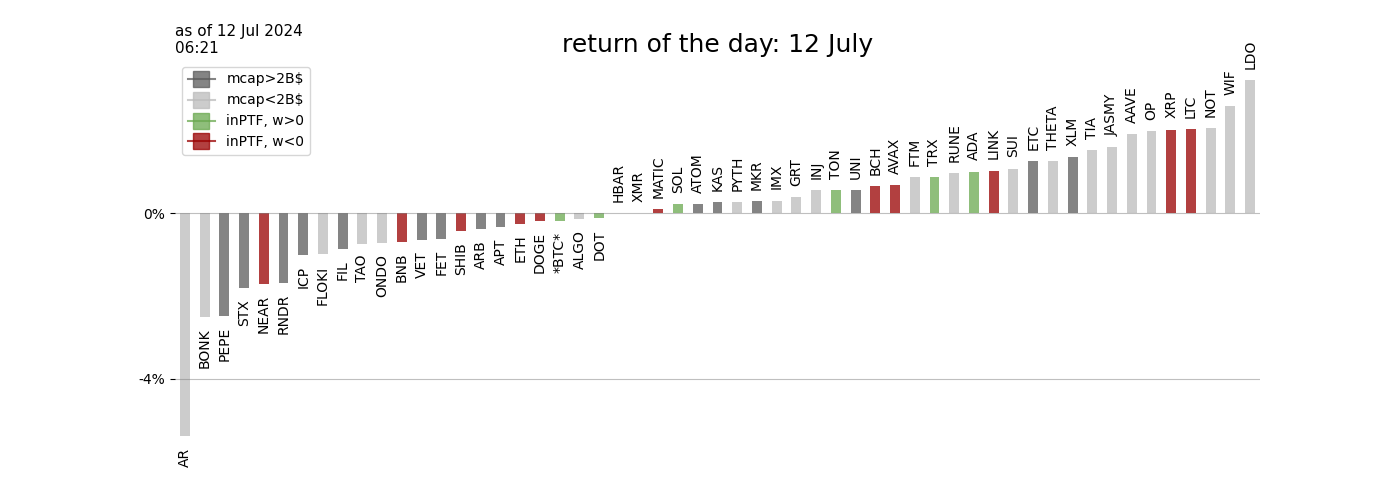 as of 12 Jul 2024
06:21
return of the day: 12 July
mcap>2B$
mcap<2B$
inPTF, w>0
inPTF, w<0
0%
-4%
AR
BONK
PEPE
STX
NEAR
RNDR
ICP
FLOKI
FIL
TAO
ONDO
BNB
VET
FET
SHIB
ARB
APT
ETH
DOGE
*BTC*
ALGO
DOT
HBAR
XMR
MATIC
SOL
ATOM
KAS
PYTH
MKR
IMX
GRT
INJ
TON
UNI
BCH
AVAX
FTM
TRX
RUNE
ADA
LINK
SUI
ETC
THETA
XLM
TIA
JASMY
AAVE
OP
XRP
LTC
NOT
WIF
LDO